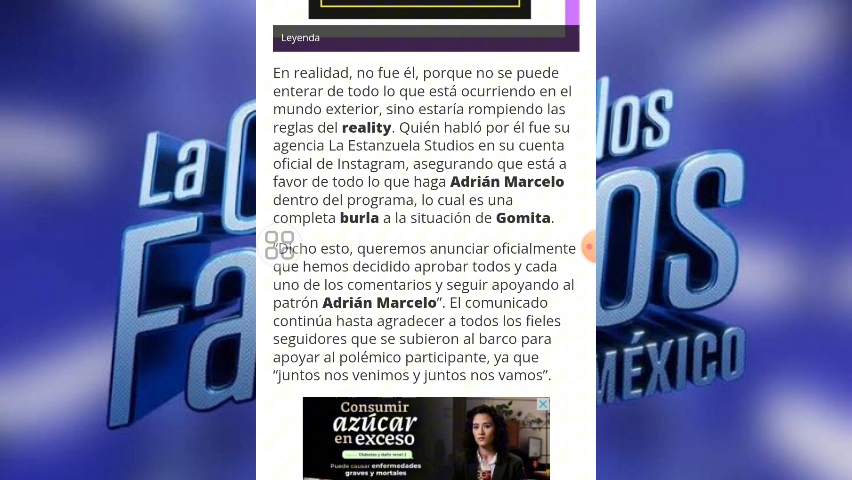 Leyenda
En realidad, no fue él, porque no se puede
enterar de todo lo que está ocurriendo en el
mundo exterior, sino estaría rompiendo las
reglas del reality. Quién habló por él fue su
agencia La Estanzuela Studios en su cuenta
oficial de Instagram, asegurando que está a
favor de todo lo que haga Adrián Marcelo
dentro del programa, lo cual es una
completa burla a la situación de Gomita.
“Dicho esto, queremos anunciar oficialmente
que hemos decidido aprobar todos y cada
uno de los comentarios y seguir apoyando al
patrón Adrián Marcelo”. El comunicado
continúa hasta agradecer a todos los fieles
seguidores que se subieron al barco para
apoyar al polémico participante, ya que
“juntos nos venimos y juntos nos vamos”.
Consumir
azúcar
en exceso
Puede causar enfermedades
graves y mortales
La
Fa
los
OS
MÉXICO